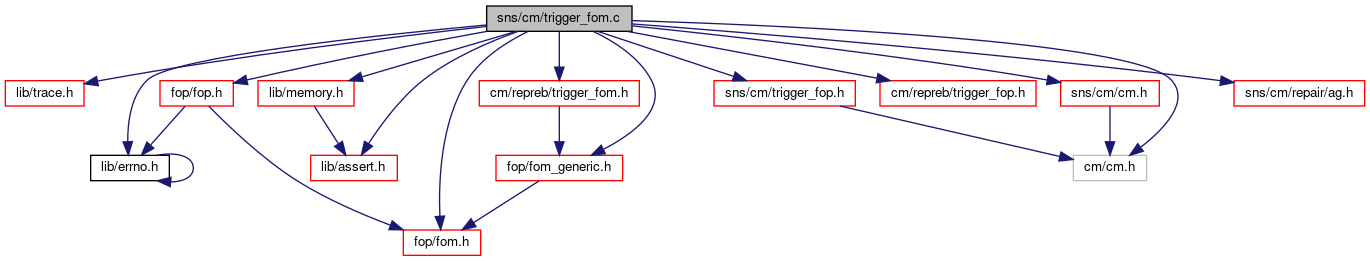 sns/cm/trigger_fom.c
lib/trace.h
fop/fop.h
lib/memory.h
cm/repreb/trigger_fom.h
sns/cm/trigger_fop.h
cm/repreb/trigger_fop.h
sns/cm/cm.h
sns/cm/repair/ag.h
lib/errno.h
lib/assert.h
fop/fom_generic.h
cm/cm.h
fop/fom.h